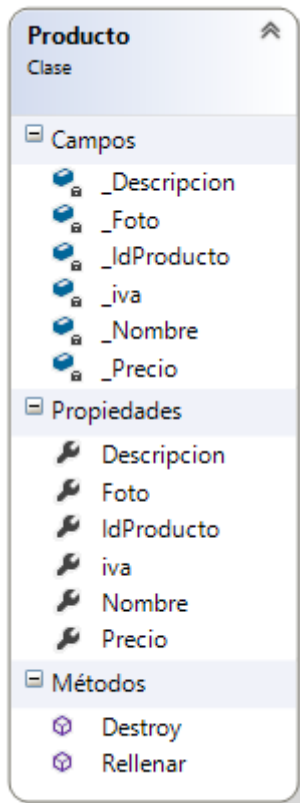 Producto
Clase
Campos
_Descripcion
_Foto
_IdProducto
_iva
_Nombre
_Precio
Propiedades
Descripcion
Foto
IdProducto
iva
Nombre
Precio
Métodos
Destroy
Rellenar